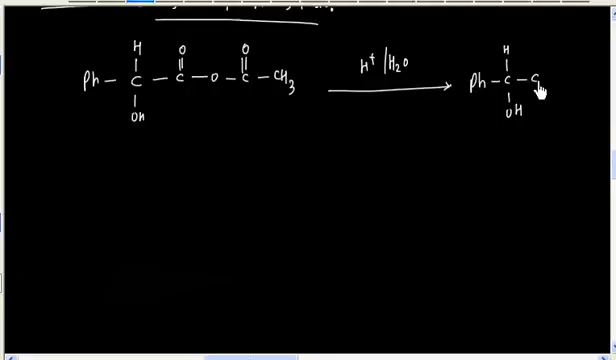 H O O H
Ph – C – C – O – C – CH3 H+/H2O Ph – C – C
OH OH